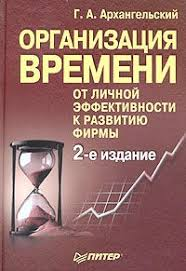 Г. А. Архангельский
ОРГАНИЗАЦИЯ
ВРЕМЕНИ
ОТ ЛИЧНОЙ
ЭФФЕКТИВНОСТИ
К РАЗВИТИЮ
ФИРМЫ
2-е издание
ПИТЕР